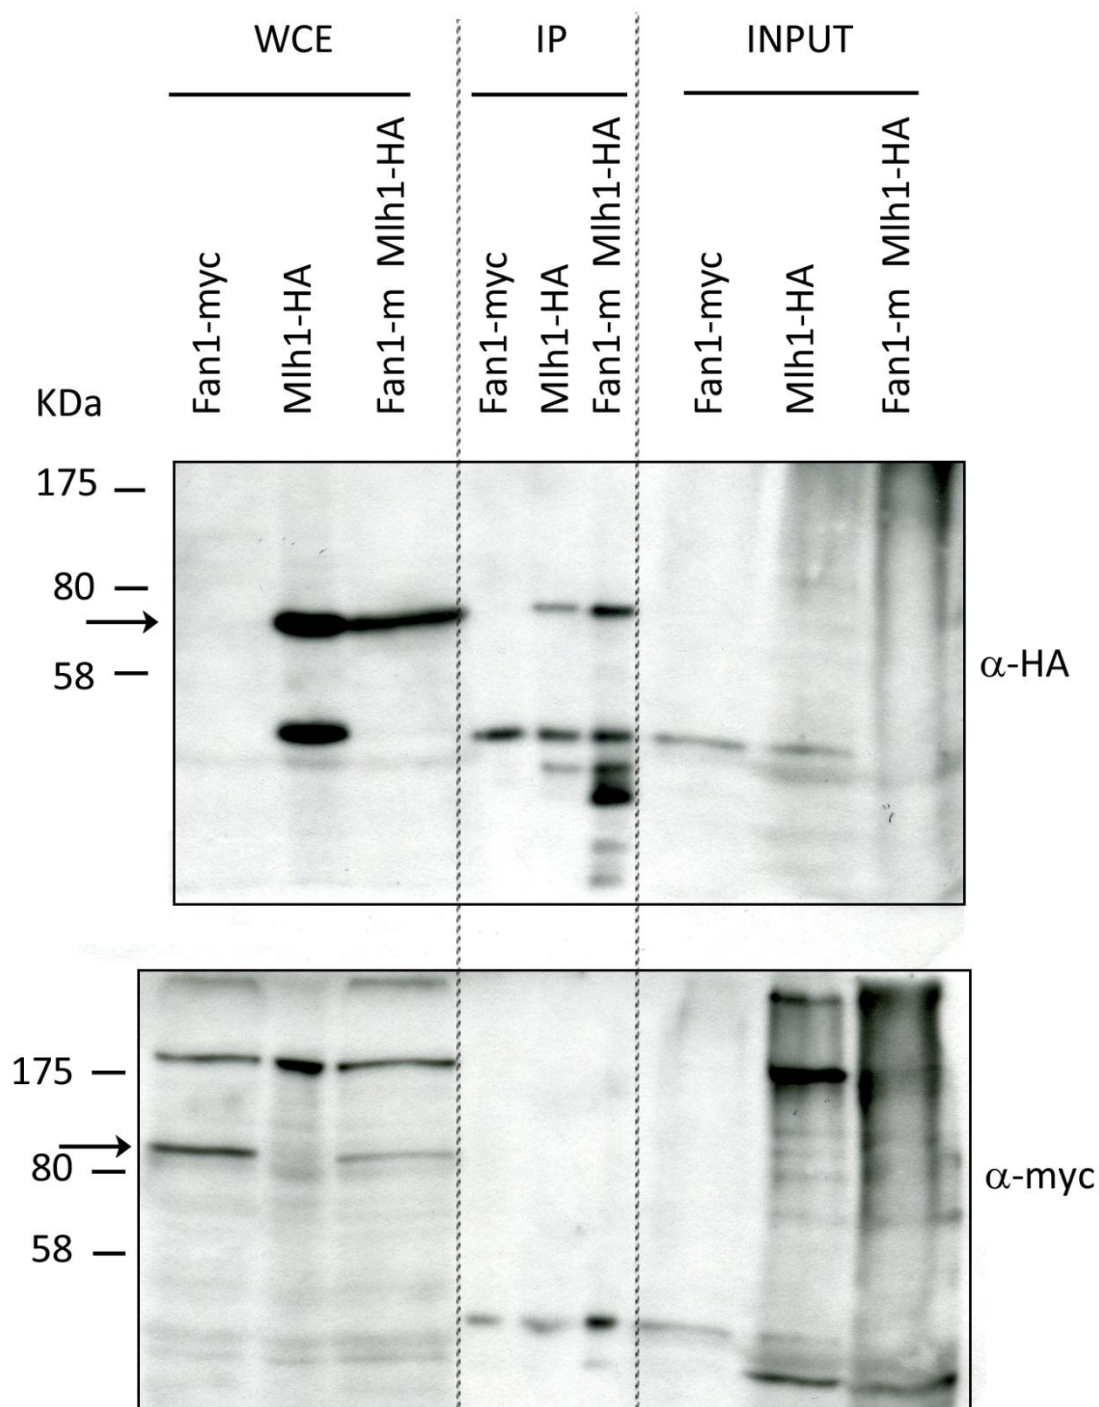 WCE IP INPUT
Fan1-myc
Mlh1-HA
Fan1-m Mlh1-HA
Fan1-myc
Mlh1-HA
Fan1-m Mlh1-HA
Fan1-myc
Mlh1-HA
Fan1-m Mlh1-HA
KDa
175
80
58
α-HA
175
80
58
α-myc